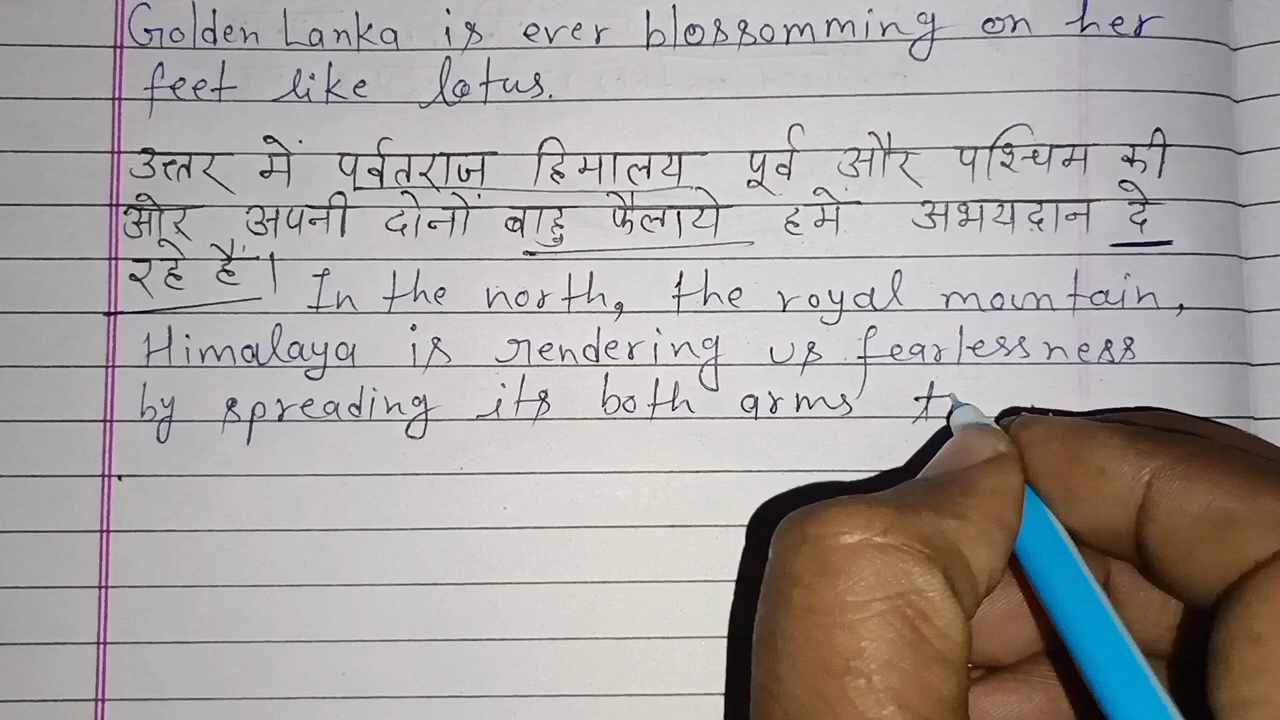 Golden Lanka is ever blossomming on her
feet like lotus.
उत्तर में पर्वतराज हिमालय पूर्व और पश्चिम की
ओर अपनी दोनों बाहु फैलाये हमें अभयदान दे
रहे हैं। In the north, the royal mountain,
Himalaya is rendering us fearlessness
by spreading its both arms